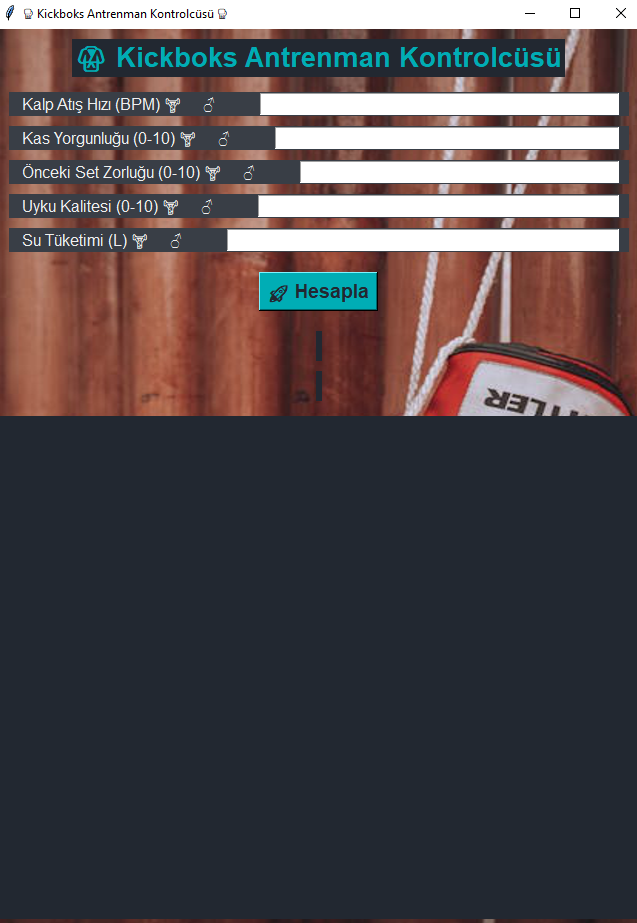 Kickboks Antrenman Kontrolcüsü
Kickboks Antrenman Kontrolcüsü
Kalp Atış Hızı (BPM)
Kas Yorgunluğu (0-10)
Önceki Set Zorluğu (0-10)
Uyku Kalitesi (0-10)
Su Tüketimi (L)
Hesapla